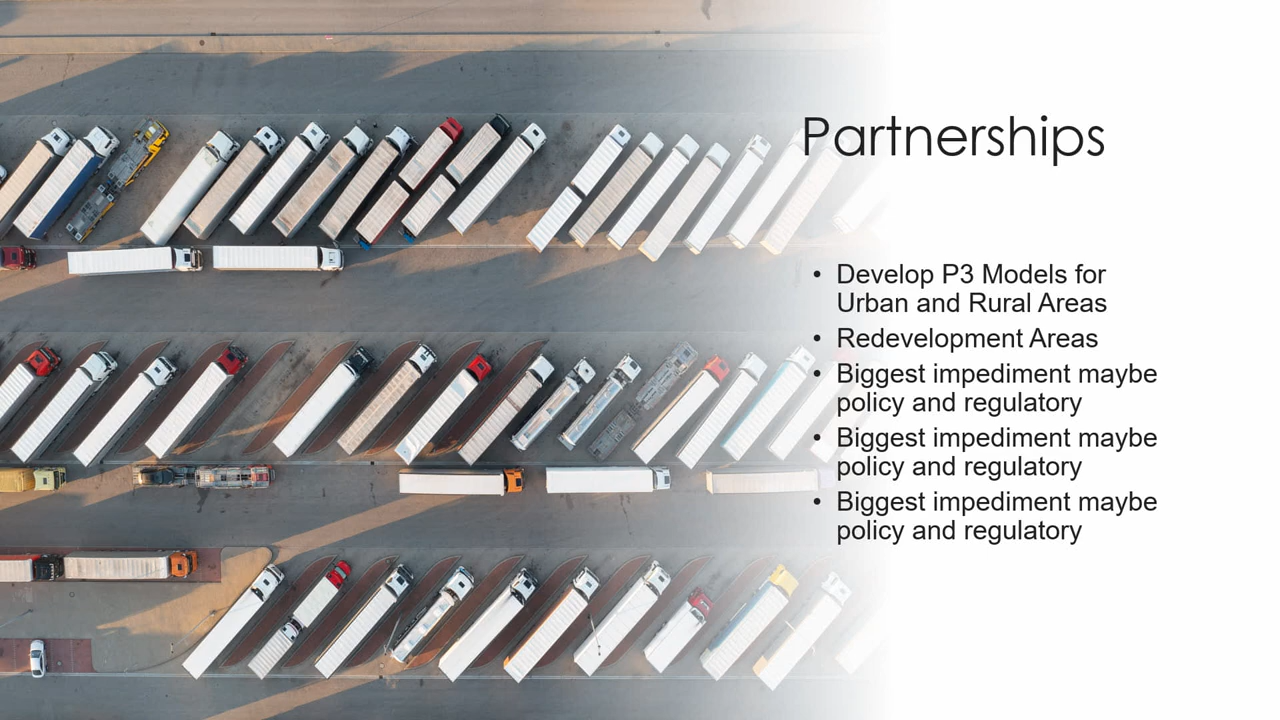 Partnerships
• Develop P3 Models for
Urban and Rural Areas
• Redevelopment Areas
• Biggest impediment maybe
policy and regulatory
• Biggest impediment maybe
policy and regulatory
• Biggest impediment maybe
policy and regulatory